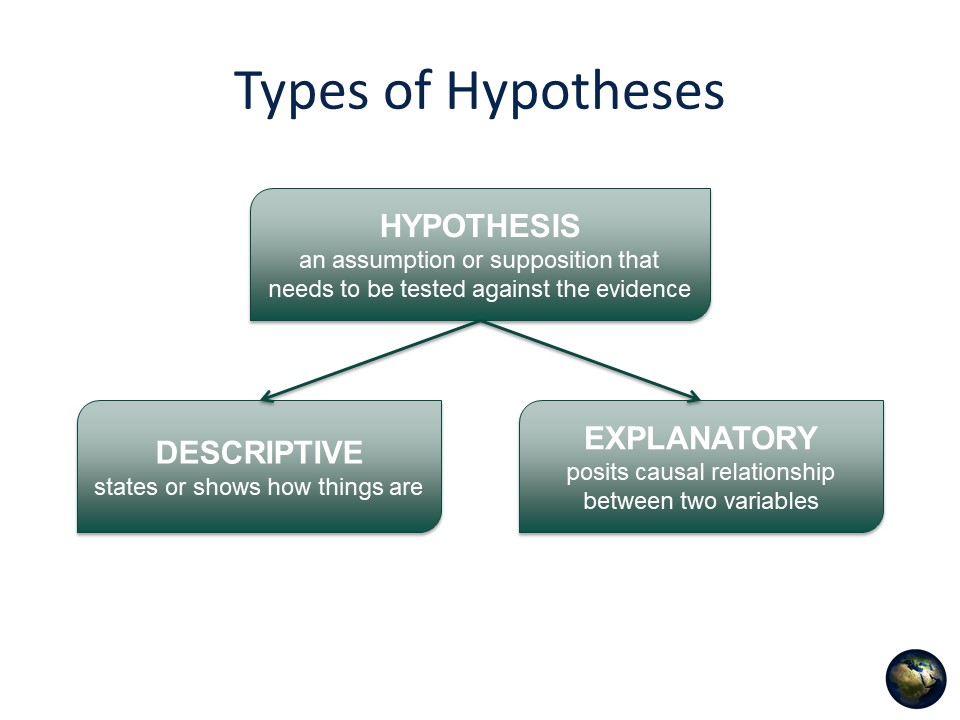 Types of Hypotheses
HYPOTHESIS
an assumption or supposition that
needs to be tested against the evidence
DESCRIPTIVE
states or shows how things are
EXPLANATORY
posits causal relationship
between two variables